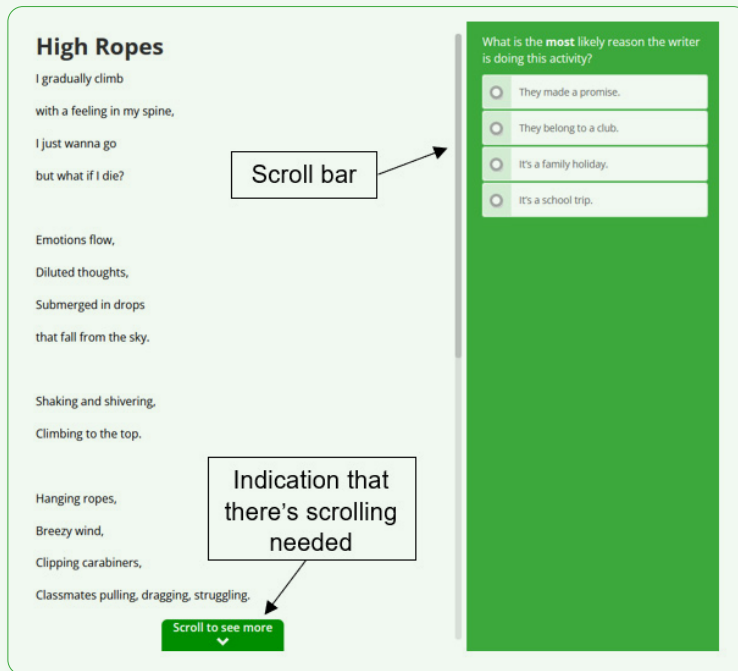 High Ropes
I gradually climb
with a feeling in my spine,
I just wanna go
but what if I die?
Emotions flow,
Diluted thoughts,
Submerged in drops
that fall from the sky.
Shaking and shivering,
Climbing to the top.
Hanging ropes,
Breezy wind,
Clipping carabiners,
Classmates pulling, dragging, struggling.
Scroll to see more
Scroll bar
Indication that
there's scrolling
needed
What is the most likely reason the writer
is doing this activity?
They made a promise.
They belong to a club.
It's a family holiday.
It's a school trip.